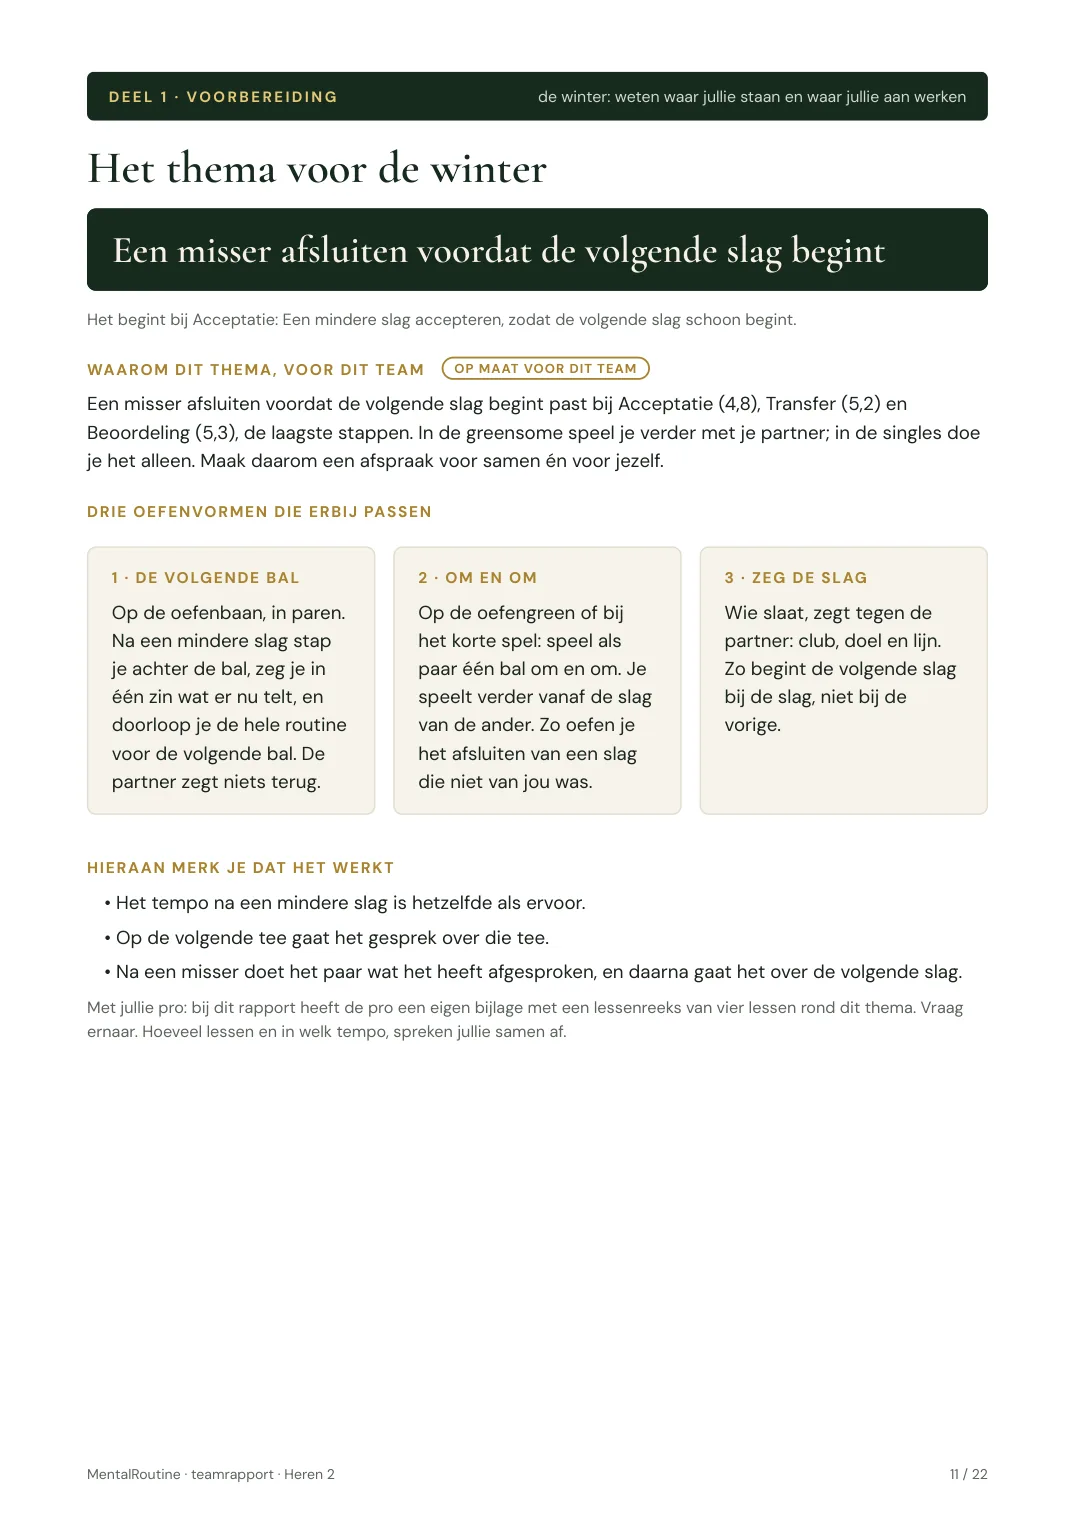 DEEL 1 · VOORBEREIDING
de winter: weten waar jullie staan en waar jullie aan werken
Het thema voor de winter
Een misser afsluiten voordat de volgende slag begint
Het begint bij Acceptatie: Een mindere slag accepteren, zodat de volgende slag schoon begint.
WAAROM DIT THEMA, VOOR DIT TEAM
OP MAAT VOOR DIT TEAM
Een misser afsluiten voordat de volgende slag begint past bij Acceptatie (4,8), Transfer (5,2) en
Beoordeling (5,3), de laagste stappen. In de greensome speel je verder met je partner; in de singles doe
je het alleen. Maak daarom een afspraak voor samen én voor jezelf.
DRIE OEFENVORMEN DIE ERBIJ PASSEN
1 · DE VOLGENDE BAL
Op de oefenbaan, in paren.
Na een mindere slag stap
je achter de bal, zeg je in
één zin wat er nu telt, en
doorloop je de hele routine
voor de volgende bal. De
partner zegt niets terug.
2 · OM EN OM
Op de oefengreen of bij
het korte spel: speel als
paar één bal om en om. Je
speelt verder vanaf de slag
van de ander. Zo oefen je
het afsluiten van een slag
die niet van jou was.
3 · ZEG DE SLAG
Wie slaat, zegt tegen de
partner: club, doel en lijn.
Zo begint de volgende slag
bij de slag, niet bij de
vorige.
HIERAAN MERK JE DAT HET WERKT
• Het tempo na een mindere slag is hetzelfde als ervoor.
• Op de volgende tee gaat het gesprek over die tee.
• Na een misser doet het paar wat het heeft afgesproken, en daarna gaat het over de volgende slag.
Met jullie pro: bij dit rapport heeft de pro een eigen bijlage met een lessenreeks van vier lessen rond dit thema. Vraag
ernaar. Hoeveel lessen en in welk tempo, spreken jullie samen af.
MentalRoutine · teamrapport · Heren 2
11 / 22